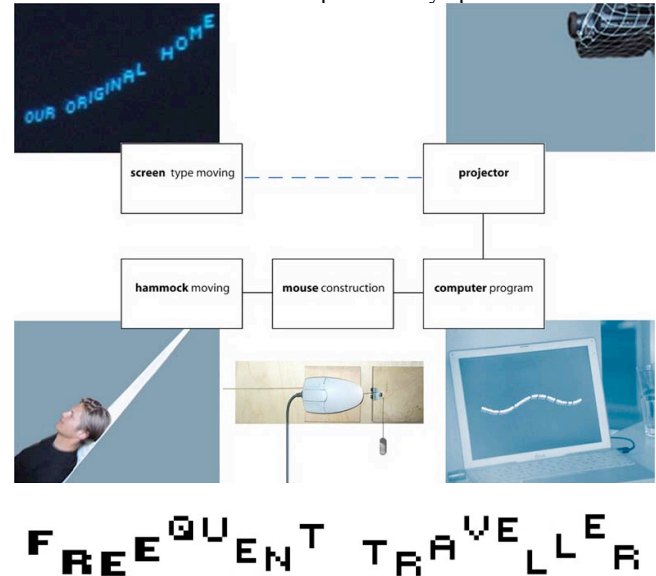 OUR ORIGINAL HOME
screen type moving
projector
hammock moving
mouse construction
computer program
FREEQUENT TRAVELLER